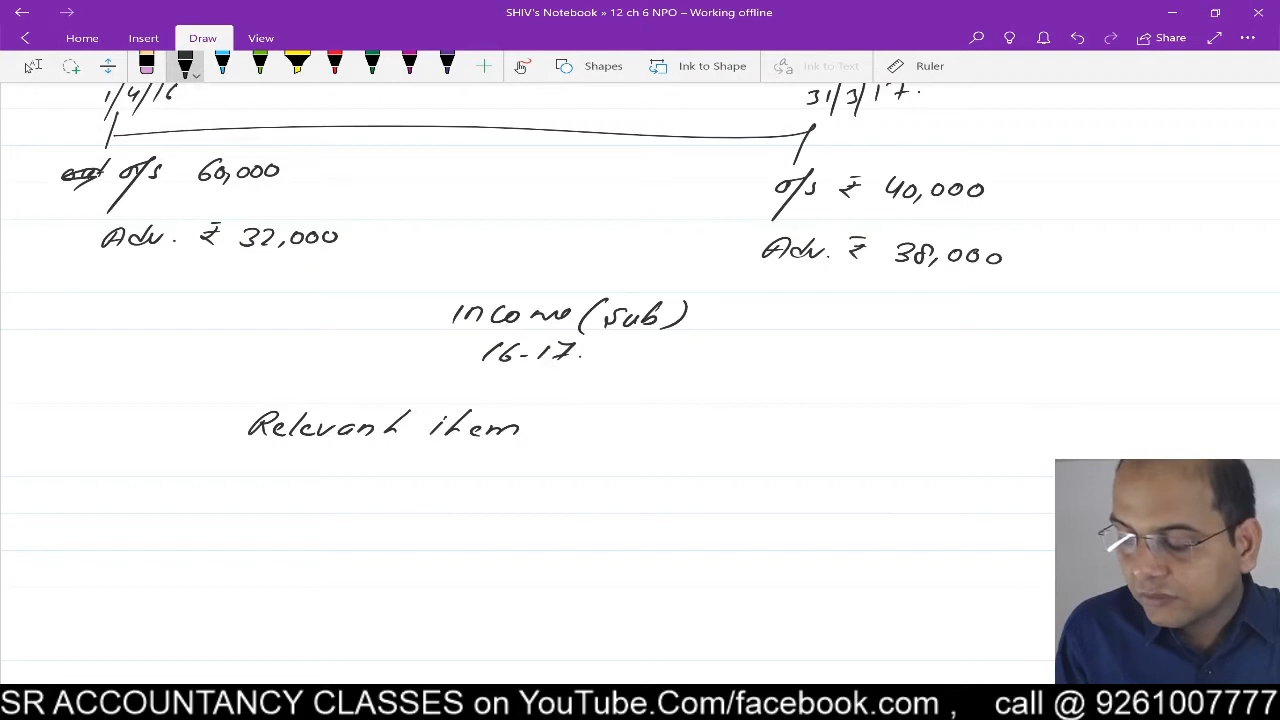 SHIV's Notebook » 12 ch 6 NPO – Working offline
Home Insert Draw View
Share
Shapes Ink to Shape Ink to Text Ruler
1/4/16 31/3/17.
o/s 60,000 o/s ₹ 40,000
Adv. ₹ 32,000 Adv. ₹ 38,000
income (sub)
16-17.
Relevant item
SR ACCOUNTANCY CLASSES on YouTube.Com/facebook.com , call @ 9261007777